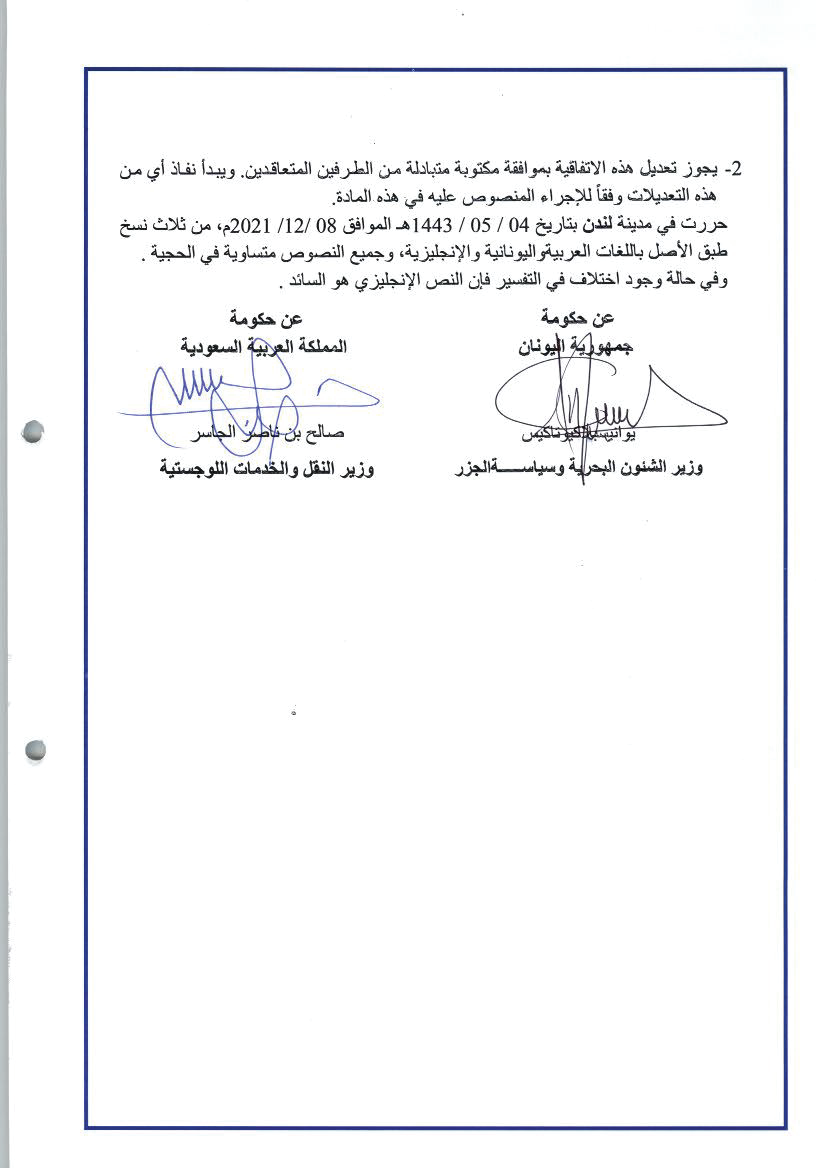 2- يجوز تعديل هذه الاتفاقية بموافقة مكتوبة متبادلة من الطرفين المتعاقدين. ويبدأ نفاذ أي من
هذه التعديلات وفقاً للإجراء المنصوص عليه في هذه المادة.
حررت في مدينة لندن بتاريخ 04 / 05 / 1443هـ الموافق 08 /12/ 2021م، من ثلاث نسخ
طبق الأصل باللغات العربيةواليونانية والإنجليزية، وجميع النصوص متساوية في الحجية .
وفي حالة وجود اختلاف في التفسير فإن النص الإنجليزي هو السائد .
عن حكومة
جمهورية اليونان
يوانيس
وزير الشئون البحرية وسياســـــةالجزر
عن حكومة
المملكة العربية السعودية
صالح بن ناصر الجاسر
وزير النقل والخدمات اللوجستية